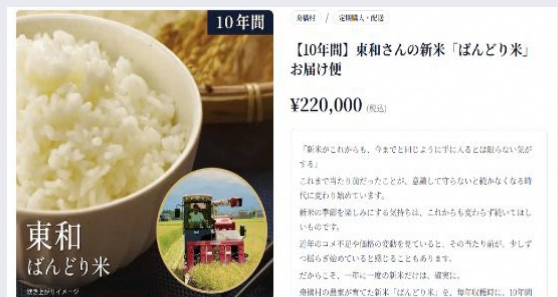 10年間
東和
ばんどり米
炊き上がりイメージ
舟橋村 / 定期購入・配送
【10年間】東和さんの新米「ばんどり米」
お届け便
¥220,000 (税込)
「新米がこれからも、今までと同じように手に入るとは限らない気が
する」
これまで当たり前だったことが、意識して守らないと続かなくなる時
代に変わり始めています。
新米の季節を楽しみにする気持ちは、これからも変わらず続いてほし
いものです。
近年のコメ不足や価格の変動を見ていると、その当たり前が、少しず
つ揺らぎ始めていると感じることもあります。
だからこそ、一年に一度の新米だけは、確実に。
舟橋村の農家が育てた新米「ばんどり米」を、毎年収穫時に、10年間